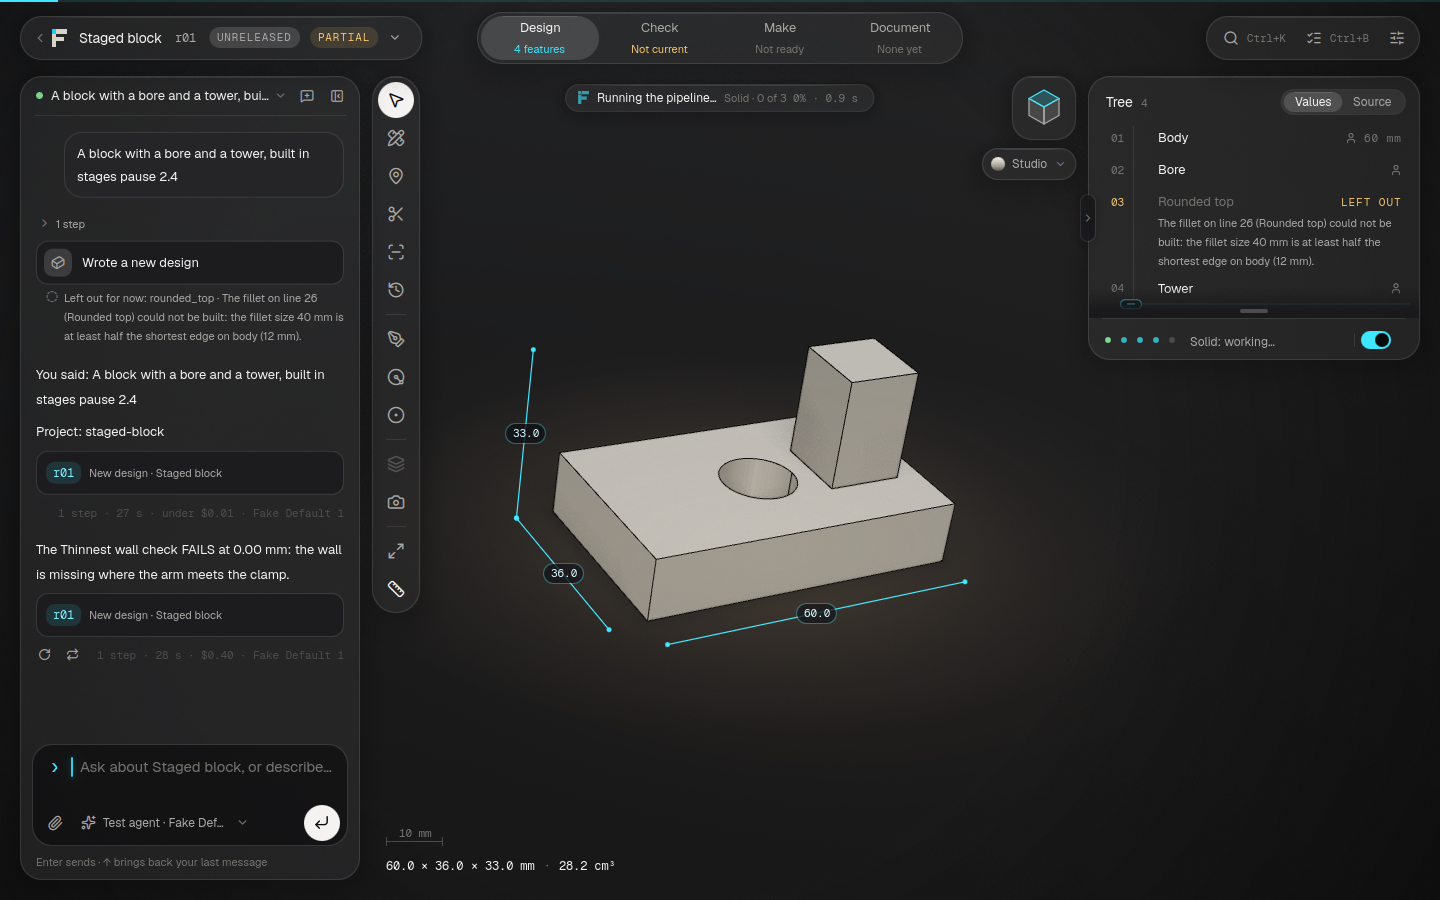 Staged block r01 UNRELEASED PARTIAL
Design
4 features
Check
Not current
Make
Not ready
Document
None yet
Ctrl+K
Ctrl+B
A block with a bore and a tower, bui...
A block with a bore and a tower, built in
stages pause 2.4
1 step
Wrote a new design
Left out for now: rounded_top · The fillet on line 26
(Rounded top) could not be built: the fillet size 40 mm is
at least half the shortest edge on body (12 mm).
You said: A block with a bore and a tower, built in
stages pause 2.4
Project: staged-block
r01 New design · Staged block
1 step · 27 s · under $0.01 · Fake Default 1
The Thinnest wall check FAILS at 0.00 mm: the wall
is missing where the arm meets the clamp.
r01 New design · Staged block
1 step · 28 s · $0.40 · Fake Default 1
Ask about Staged block, or describe...
Test agent · Fake Def...
Enter sends · ↑ brings back your last message
Running the pipeline... Solid · 0 of 3 0% · 0.9 s
Studio
33.0
36.0
60.0
10 mm
60.0 × 36.0 × 33.0 mm · 28.2 cm³
Tree 4
Values Source
01 Body 60 mm
02 Bore
03 Rounded top LEFT OUT
The fillet on line 26 (Rounded top) could not be
built: the fillet size 40 mm is at least half the
shortest edge on body (12 mm).
04 Tower
Solid: working...